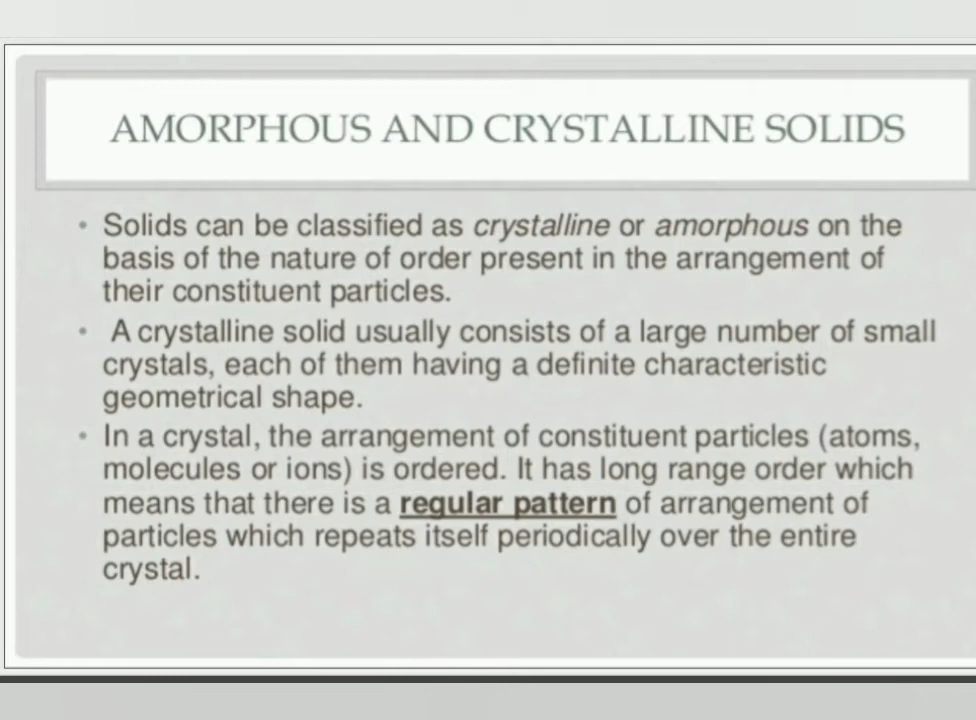 AMORPHOUS AND CRYSTALLINE SOLIDS
• Solids can be classified as crystalline or amorphous on the
basis of the nature of order present in the arrangement of
their constituent particles.
• A crystalline solid usually consists of a large number of small
crystals, each of them having a definite characteristic
geometrical shape.
• In a crystal, the arrangement of constituent particles (atoms,
molecules or ions) is ordered. It has long range order which
means that there is a regular pattern of arrangement of
particles which repeats itself periodically over the entire
crystal.